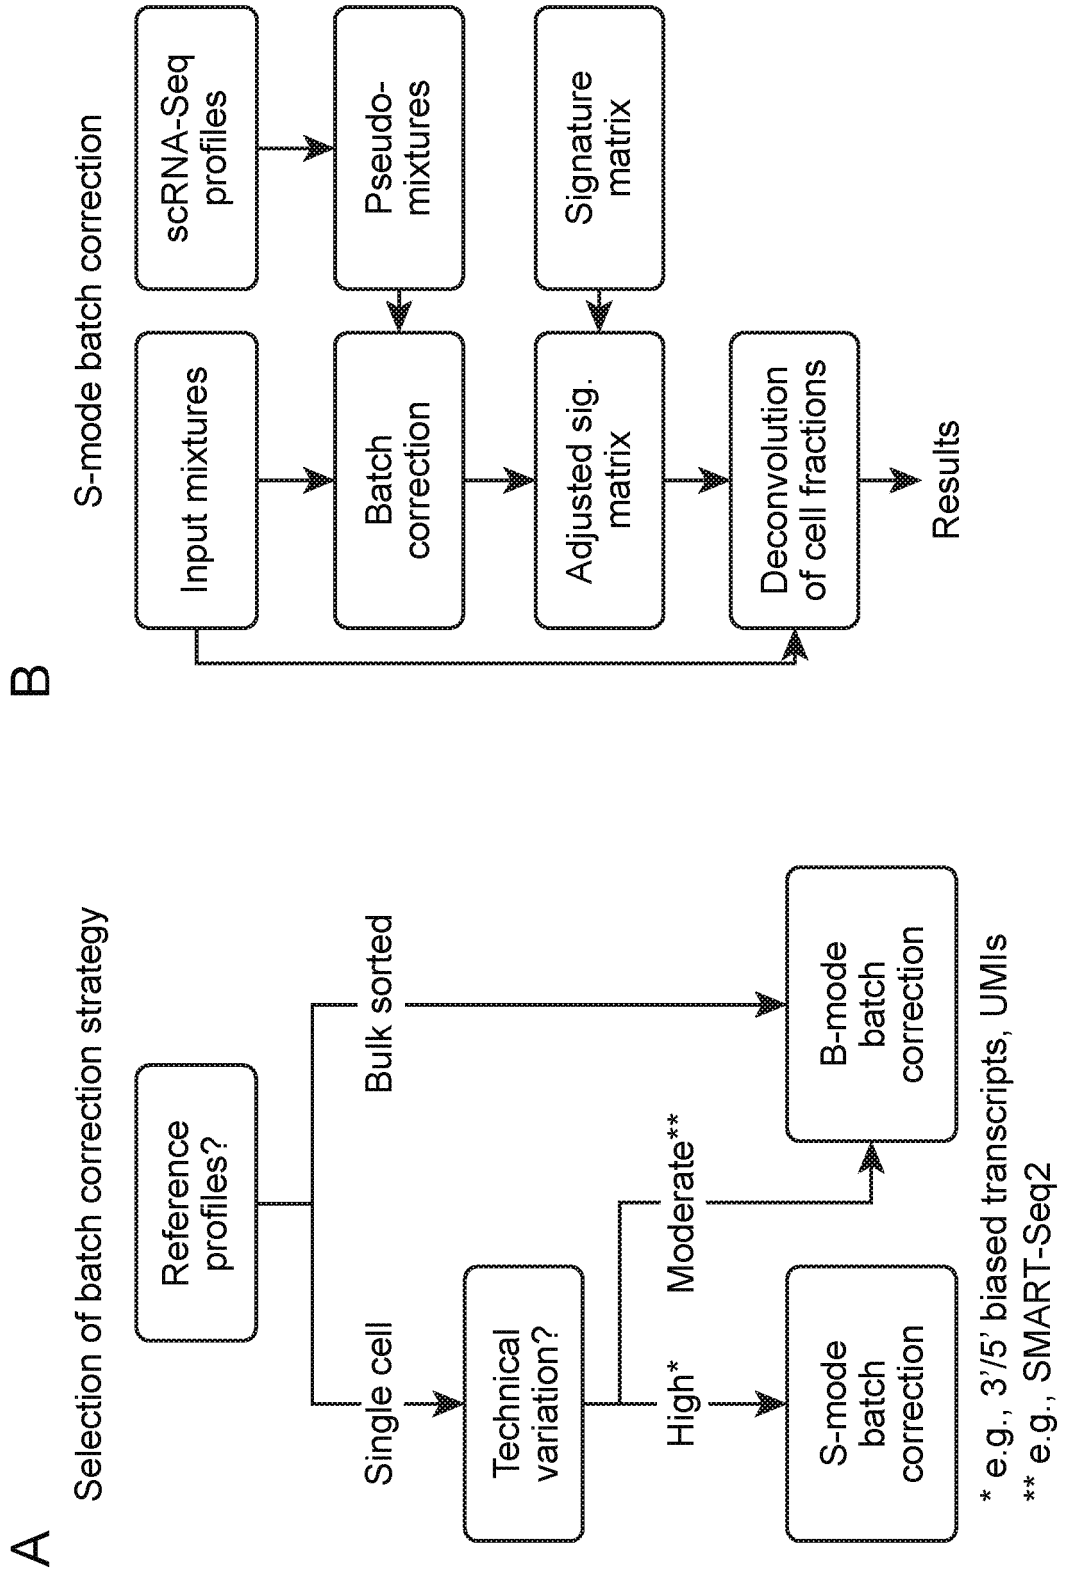 A
Selection of batch correction strategy
Reference
profiles?
Single cell
Bulk sorted
Technical
variation?
High*
Moderate**
S-mode
batch
correction
B-mode
batch
correction
* e.g., 3'/5' biased transcripts, UMIs
** e.g., SMART-Seq2
B
S-mode batch correction
Input mixtures
scRNA-Seq
profiles
Batch
correction
Pseudo-
mixtures
Adjusted sig.
matrix
Signature
matrix
Deconvolution
of cell fractions
Results